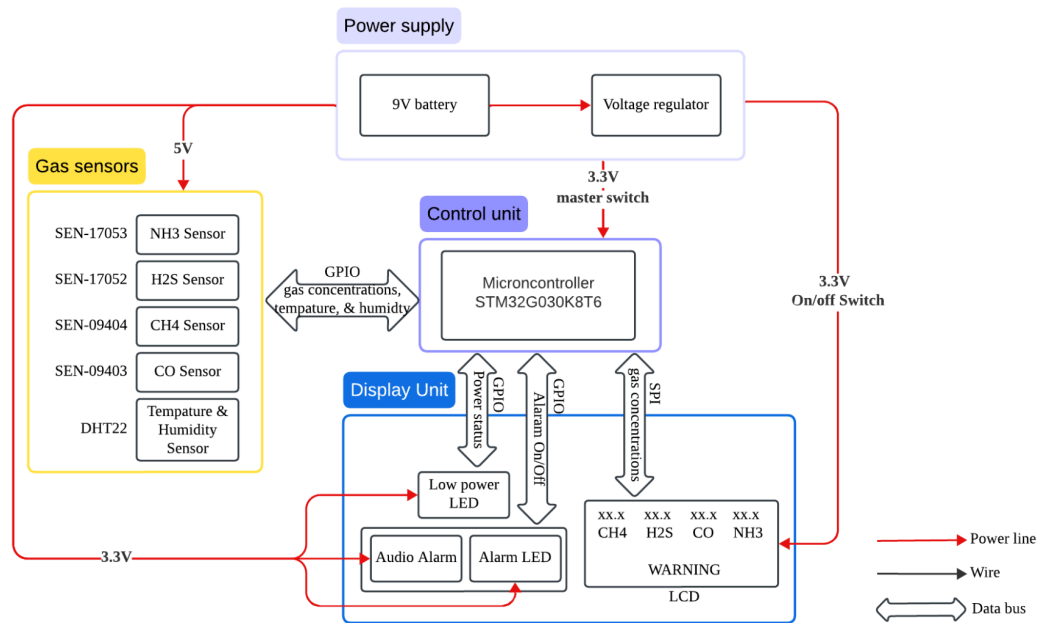 Power supply
9V battery
Voltage regulator
5V
3.3V
master switch
Gas sensors
SEN-17053
NH3 Sensor
SEN-17052
H2S Sensor
SEN-09404
CH4 Sensor
SEN-09403
CO Sensor
DHT22
Tempature &
Humidity
Sensor
GPIO
gas concentrations,
tempature, & humidty
Control unit
Microncontroller
STM32G030K8T6
3.3V
On/off Switch
Display Unit
GPIO
Power status
GPIO
Alaram On/Off
SPI
gas concentrations
Low power
LED
Audio Alarm
Alarm LED
3.3V
xx.x xx.x xx.x xx.x
CH4 H2S CO NH3
WARNING
LCD
Power line
Wire
Data bus